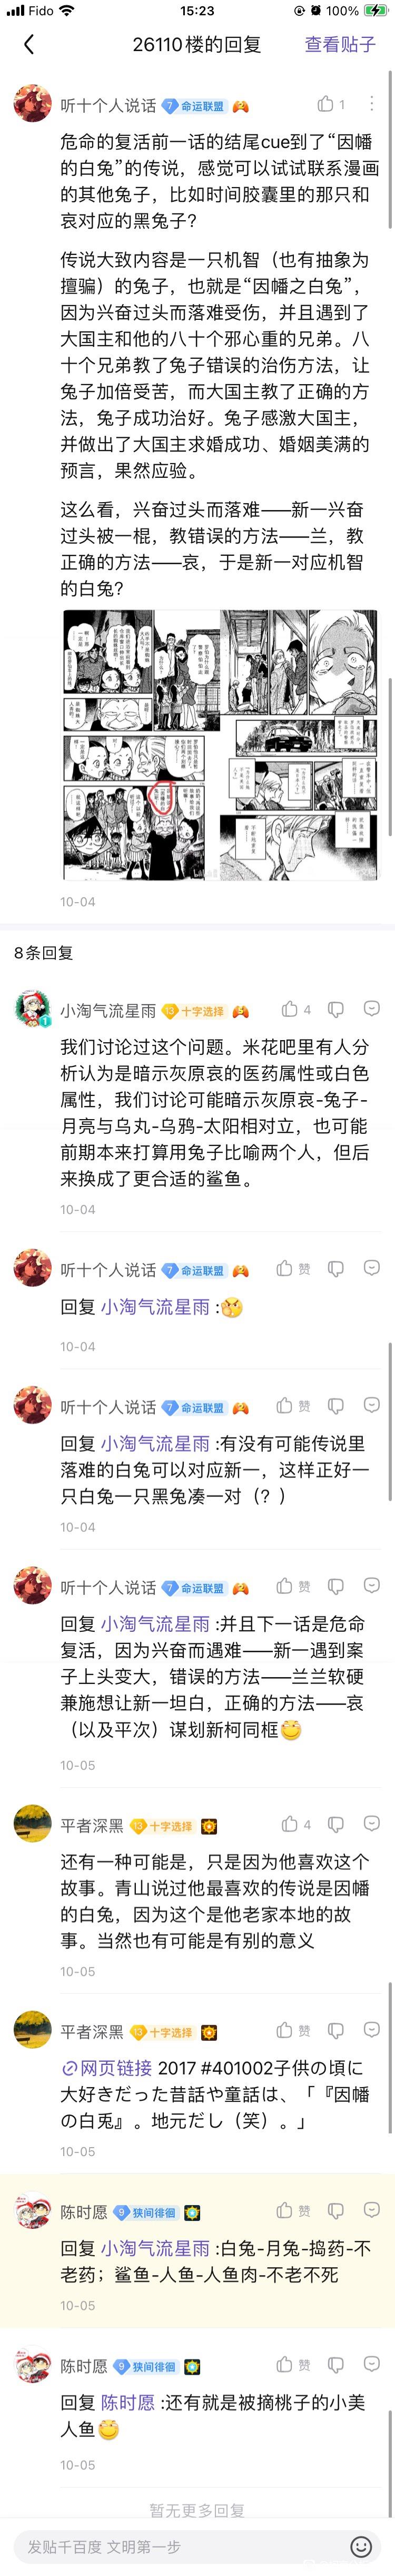 Fido 15:23 100%
26110楼的回复 查看贴子
听十个人说话 7 命运联盟 2 1
危命的复活前一话的结尾cue到了“因幡
的白兔”的传说，感觉可以试试联系漫画
的其他兔子，比如时间胶囊里的那只和
哀对应的黑兔子？
传说大致内容是一只机智（也有抽象为
擅骗）的兔子，也就是“因幡之白兔”，
因为兴奋过头而落难受伤，并且遇到了
大国主和他的八十个邪心重的兄弟。八
十个兄弟教了兔子错误的治伤方法，让
兔子加倍受苦，而大国主教了正确的方
法，兔子成功治好。兔子感激大国主，
并做出了大国主求婚成功、婚姻美满的
预言，果然应验。
这么看，兴奋过头而落难——新一兴奋
过头被一棍，教错误的方法——兰，教
正确的方法——哀，于是新一对应机智
的白兔？
10-04
8条回复
小淘气流星雨 13 十字选择 4
我们讨论过这个问题。米花吧里有人分
析认为是暗示灰原哀的医药属性或白色
属性，我们讨论可能暗示灰原哀-兔子-
月亮与乌丸-乌鸦-太阳相对立，也可能
前期本来打算用兔子比喻两个人，但后
来换成了更合适的鲨鱼。
10-04
听十个人说话 7 命运联盟 2 赞
回复 小淘气流星雨 :
10-04
听十个人说话 7 命运联盟 2 赞
回复 小淘气流星雨 :有没有可能传说里
落难的白兔可以对应新一，这样正好一
只白兔一只黑兔凑一对（？）
10-04
听十个人说话 7 命运联盟 2 赞
回复 小淘气流星雨 :并且下一话是危命
复活，因为兴奋而遇难——新一遇到案
子上头变大，错误的方法——兰兰软硬
兼施想让新一坦白，正确的方法——哀
（以及平次）谋划新柯同框
10-05
平者深黑 13 十字选择 4
还有一种可能是，只是因为他喜欢这个
故事。青山说过他最喜欢的传说是因幡
的白兔，因为这个是他老家本地的故
事。当然也有可能是有别的意义
10-05
平者深黑 13 十字选择 赞
网页链接 2017 #401002子供の頃に
大好きだった昔話や童話は、「『因幡
の白兎』。地元だし（笑）。」
10-05
陈时愿 9 狭间徘徊 赞
回复 小淘气流星雨 :白兔-月兔-捣药-不
老药；鲨鱼-人鱼-人鱼肉-不老不死
10-05
陈时愿 9 狭间徘徊 赞
回复 陈时愿 :还有就是被摘桃子的小美
人鱼
10-05
暂无更多回复
发贴千百度 文明第一步